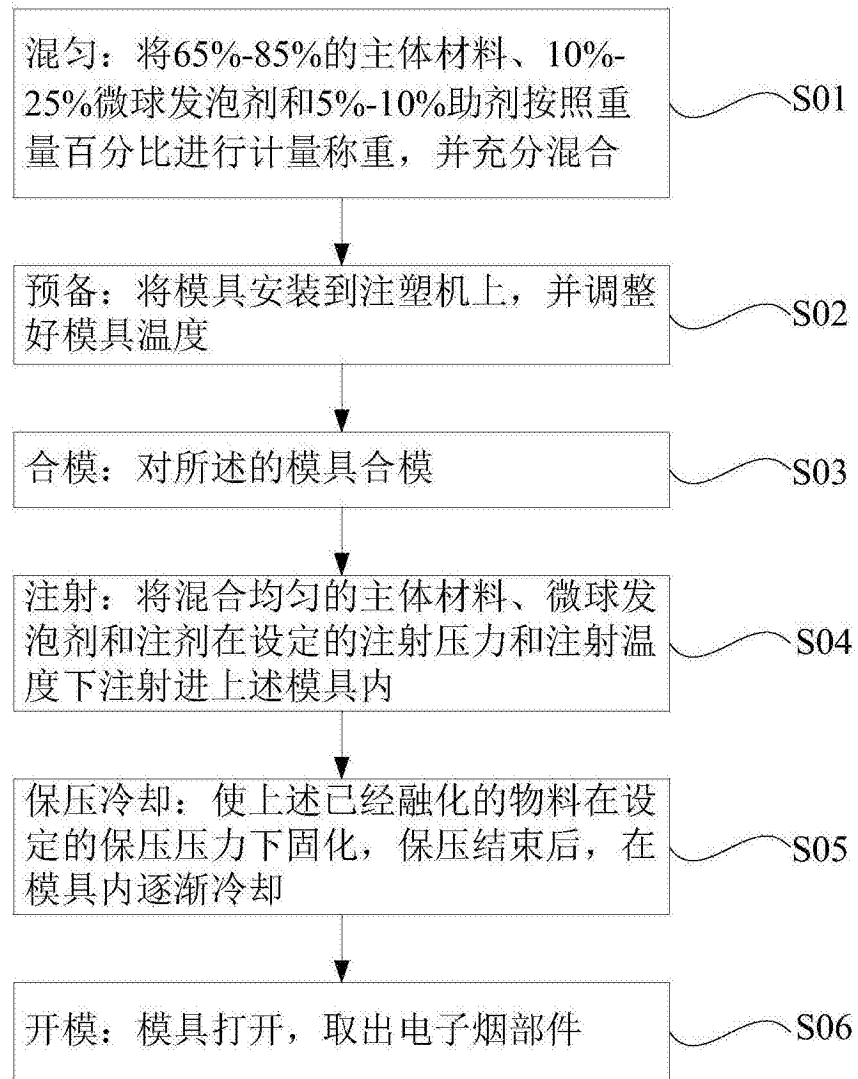 混匀：将65%-85%的主体材料、10%-
25%微球发泡剂和5%-10%助剂按照重
量百分比进行计量称重，并充分混合
S01
预备：将模具安装到注塑机上，并调整
好模具温度
S02
合模：对所述的模具合模
S03
注射：将混合均匀的主体材料、微球发
泡剂和注剂在设定的注射压力和注射温
度下注射进上述模具内
S04
保压冷却：使上述已经融化的物料在设
定的保压压力下固化，保压结束后，在
模具内逐渐冷却
S05
开模：模具打开，取出电子烟部件
S06